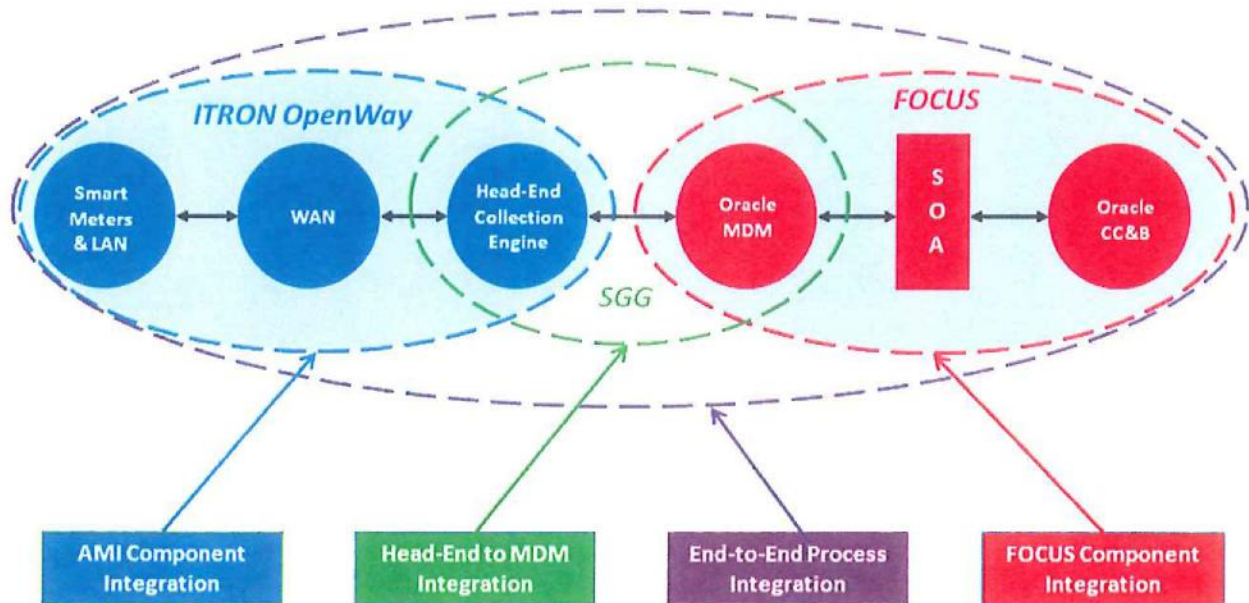 ITRON OpenWay
FOCUS
Smart
Meters
& LAN
WAN
Head-End
Collection
Engine
Oracle
MDM
S
O
A
Oracle
CC&B
SGG
AMI Component
Integration
Head-End to MDM
Integration
End-to-End Process
Integration
FOCUS Component
Integration